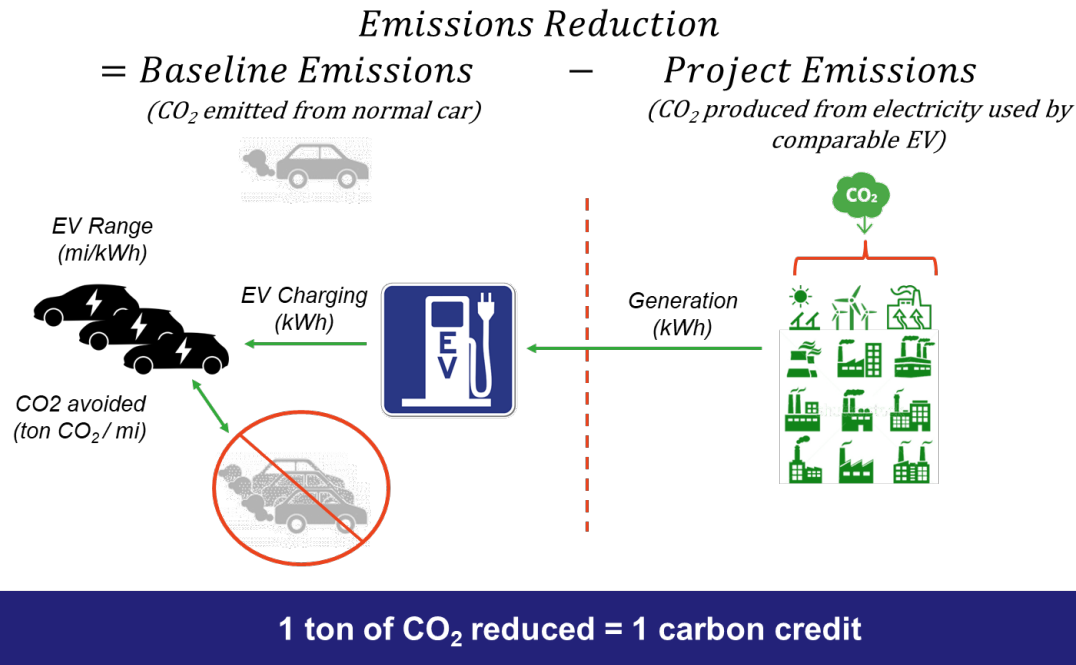 Emissions Reduction
= Baseline Emissions − Project Emissions
(CO₂ emitted from normal car)
(CO₂ produced from electricity used by
comparable EV)
CO₂
EV Range
(mi/kWh)
EV Charging
(kWh)
Generation
(kWh)
EV
CO2 avoided
(ton CO₂ / mi)
1 ton of CO₂ reduced = 1 carbon credit